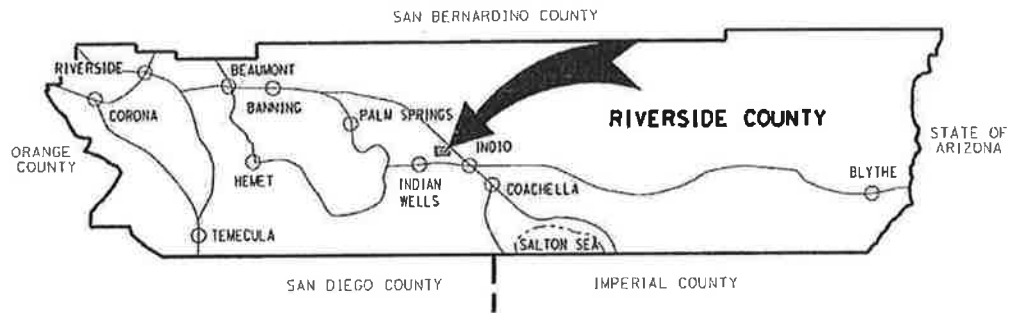 SAN BERNARDINO COUNTY
RIVERSIDE
BEAUMONT
BANNING
CORONA
PALM SPRINGS
RIVERSIDE COUNTY
STATE OF
ARIZONA
ORANGE
COUNTY
HEMET
INDIO
INDIAN
WELLS
COACHELLA
BLYTHE
TEMECULA
SALTON SEA
SAN DIEGO COUNTY
IMPERIAL COUNTY